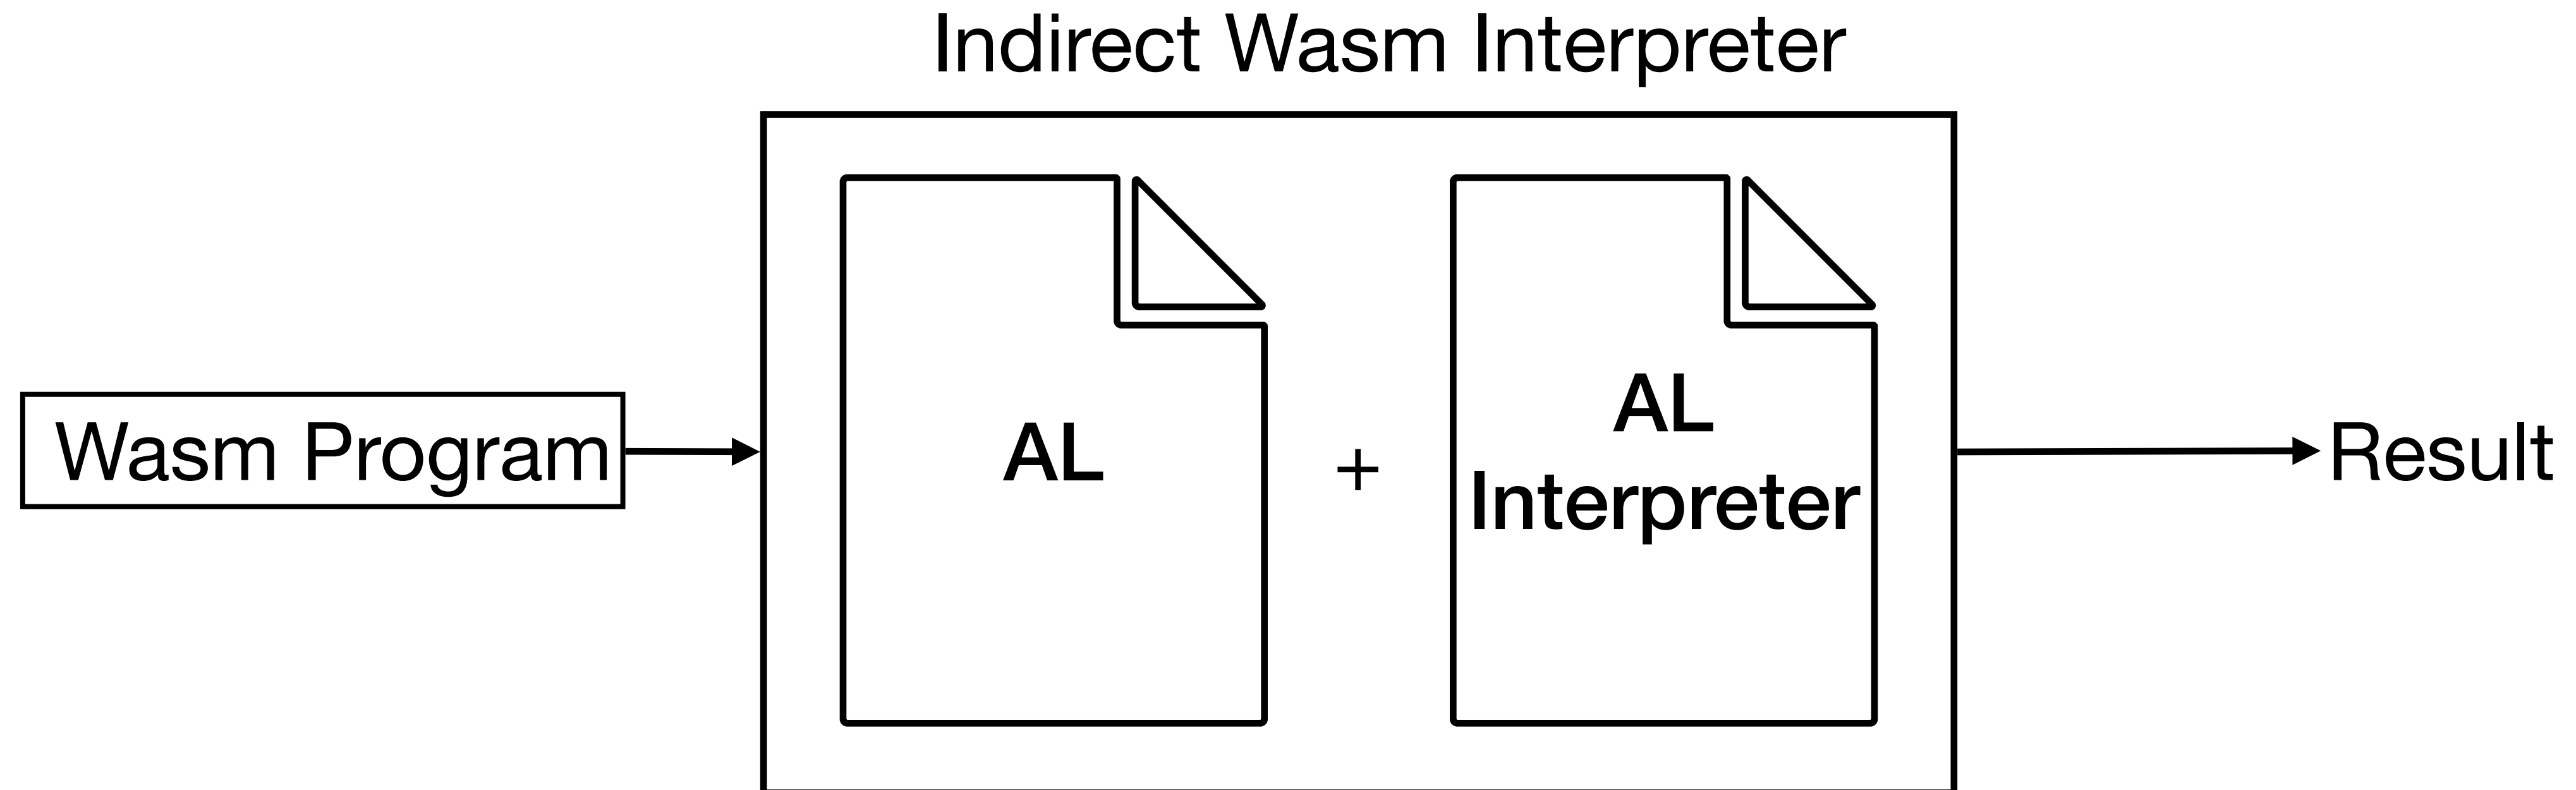 Indirect Wasm Interpreter
Wasm Program
AL
+
AL
Interpreter
Result